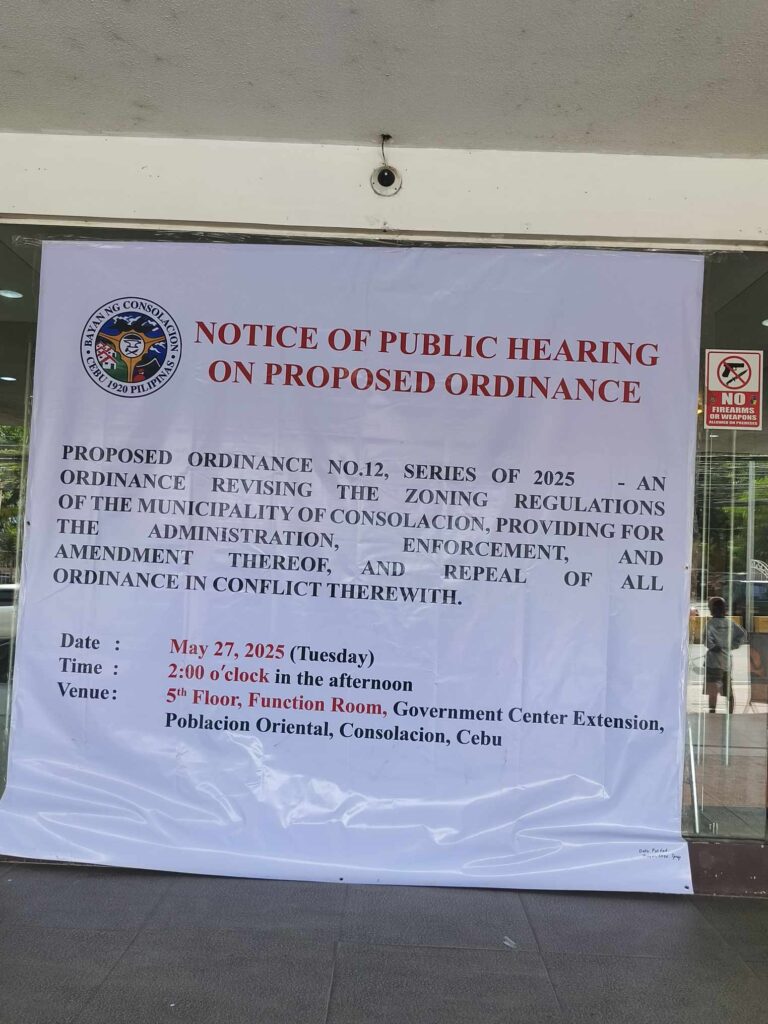 BAYAN NG CONSOLACION
CEBU 1920 PILIPINAS
NOTICE OF PUBLIC HEARING
ON PROPOSED ORDINANCE
PROPOSED ORDINANCE NO.12, SERIES OF 2025 - AN
ORDINANCE REVISING THE ZONING REGULATIONS
OF THE MUNICIPALITY OF CONSOLACION, PROVIDING FOR
THE ADMINISTRATION, ENFORCEMENT, AND
AMENDMENT THEREOF, AND REPEAL OF ALL
ORDINANCE IN CONFLICT THEREWITH.
Date : May 27, 2025 (Tuesday)
Time : 2:00 o'clock in the afternoon
Venue: 5th Floor, Function Room, Government Center Extension,
Poblacion Oriental, Consolacion, Cebu
NO
FIREARMS
OR WEAPONS
ALLOWED ON PREMISES